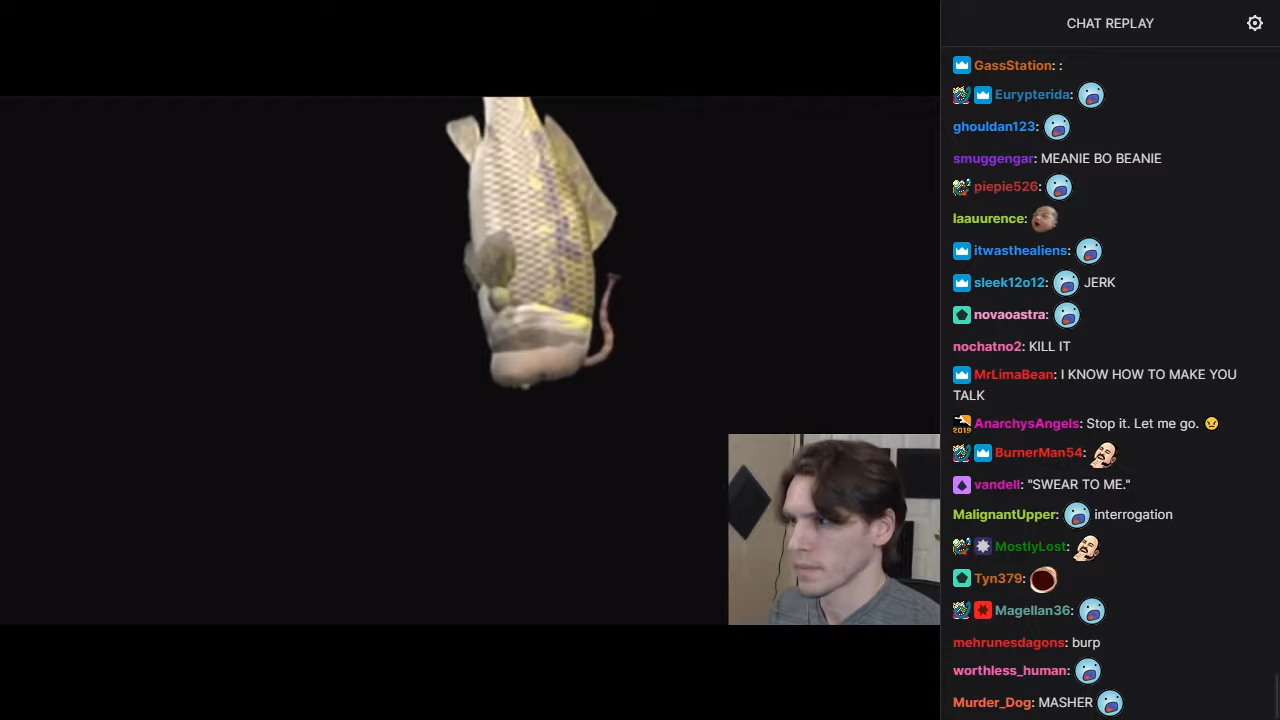 CHAT REPLAY
GassStation: :
Eurypterida:
ghouldan123:
smuggengar: MEANIE BO BEANIE
piepie526:
laauurence:
itwasthealiens:
sleek12o12: JERK
novaoastra:
nochatno2: KILL IT
MrLimaBean: I KNOW HOW TO MAKE YOU
TALK
2019 AnarchysAngels: Stop it. Let me go.
BurnerMan54:
vandell: "SWEAR TO ME."
MalignantUpper: interrogation
MostlyLost:
Tyn379:
Magellan36:
mehrunesdagons: burp
worthless_human:
Murder_Dog: MASHER